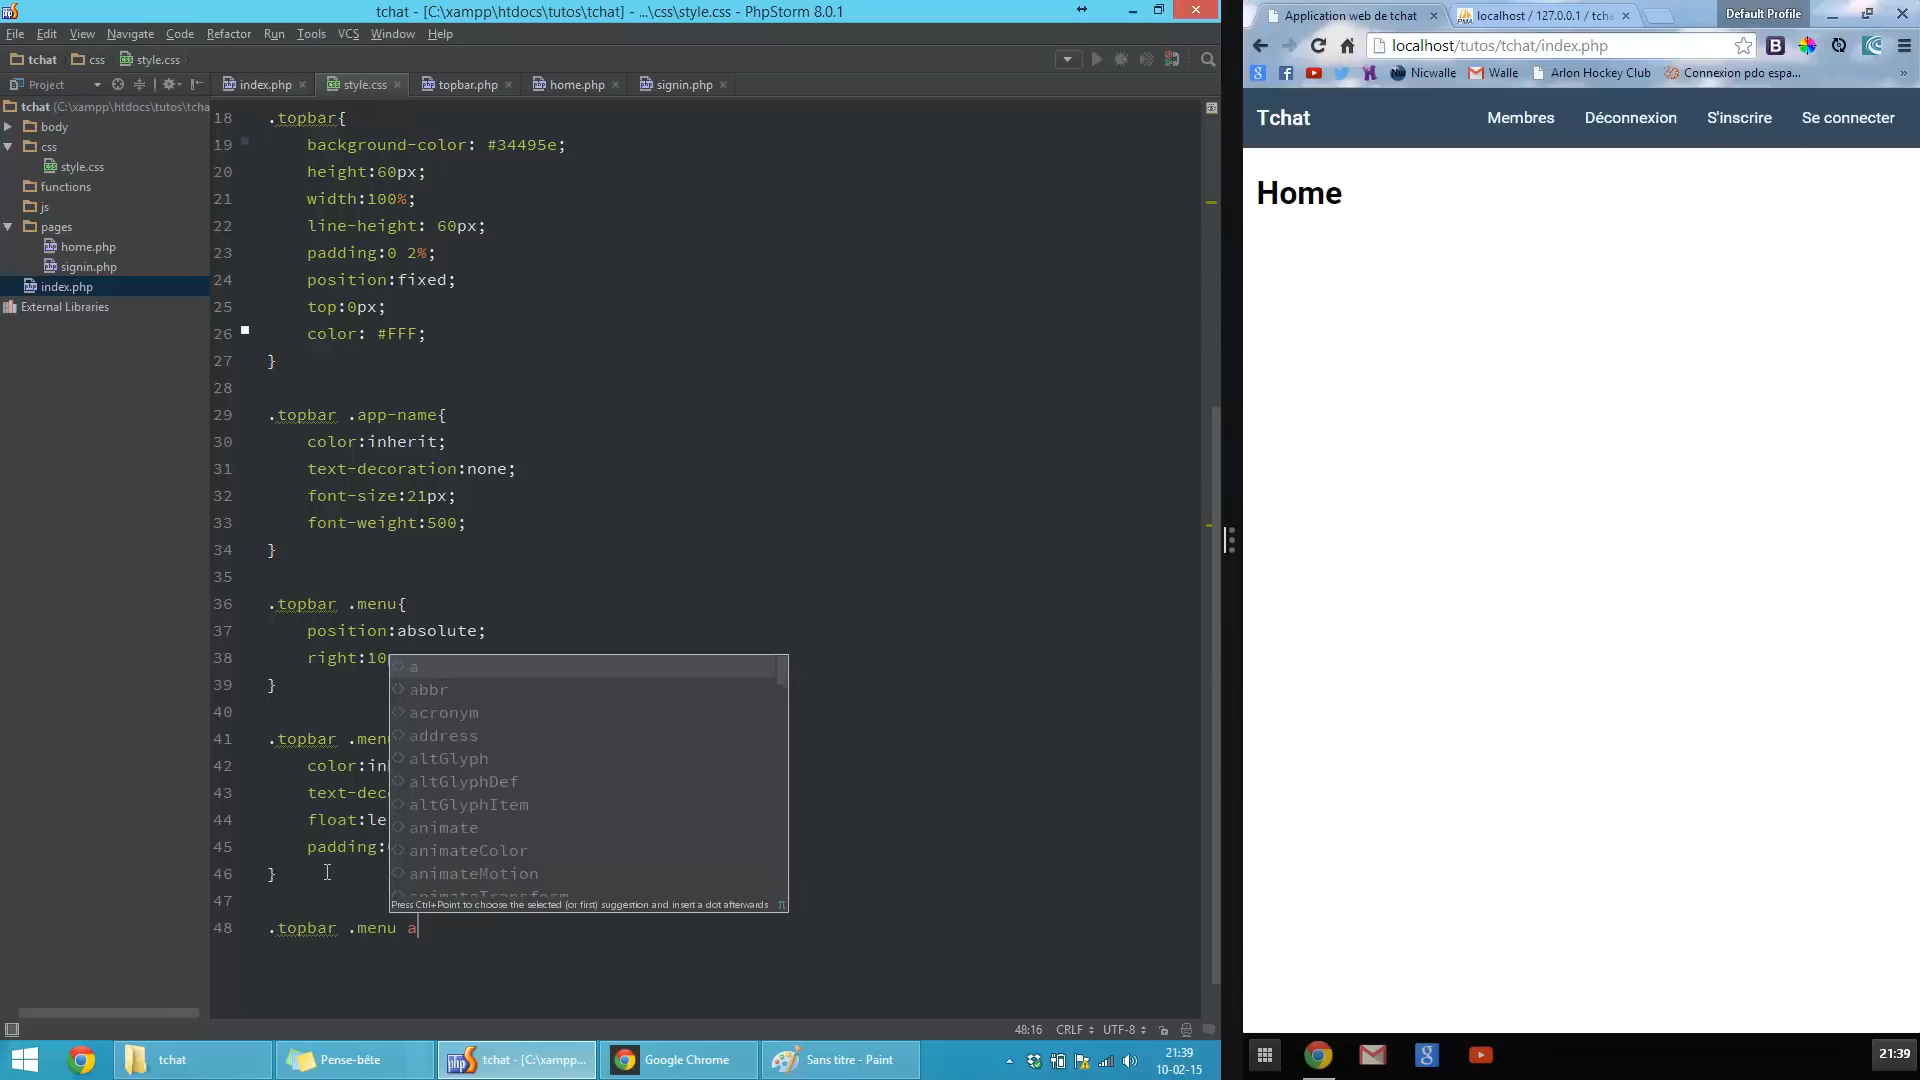 tchat - [C:\xampp\htdocs\tutos\tchat] - ...\css\style.css - PhpStorm 8.0.1
File Edit View Navigate Code Refactor Run Tools VCS Window Help
tchat css style.css
Project
index.php style.css topbar.php home.php signin.php
tchat (C:\xampp\htdocs\tutos\tcha
body
css
style.css
functions
js
pages
home.php
signin.php
index.php
External Libraries
18 .topbar{
19 background-color: #34495e;
20 height:60px;
21 width:100%;
22 line-height: 60px;
23 padding:0 2%;
24 position:fixed;
25 top:0px;
26 color: #FFF;
27 }
28
29 .topbar .app-name{
30 color:inherit;
31 text-decoration:none;
32 font-size:21px;
33 font-weight:500;
34 }
35
36 .topbar .menu{
37 position:absolute;
38 right:10
39 }
40
41 .topbar .men
42 color:in
43 text-dec
44 float:le
45 padding:
46 }
47
48 .topbar .menu a
a
abbr
acronym
address
altGlyph
altGlyphDef
altGlyphItem
animate
animateColor
animateMotion
animateTransform
Press Ctrl+Point to choose the selected (or first) suggestion and insert a dot afterwards π
48:16 CRLF UTF-8
tchat Pense-bête tchat - [C:\xampp... Google Chrome Sans titre - Paint
21:39
10-02-15
Application web de tchat localhost / 127.0.0.1 / tcha Default Profile
localhost/tutos/tchat/index.php
Nicwalle Walle Arlon Hockey Club Connexion pdo espa... »
Tchat Membres Déconnexion S'inscrire Se connecter
Home
21:39